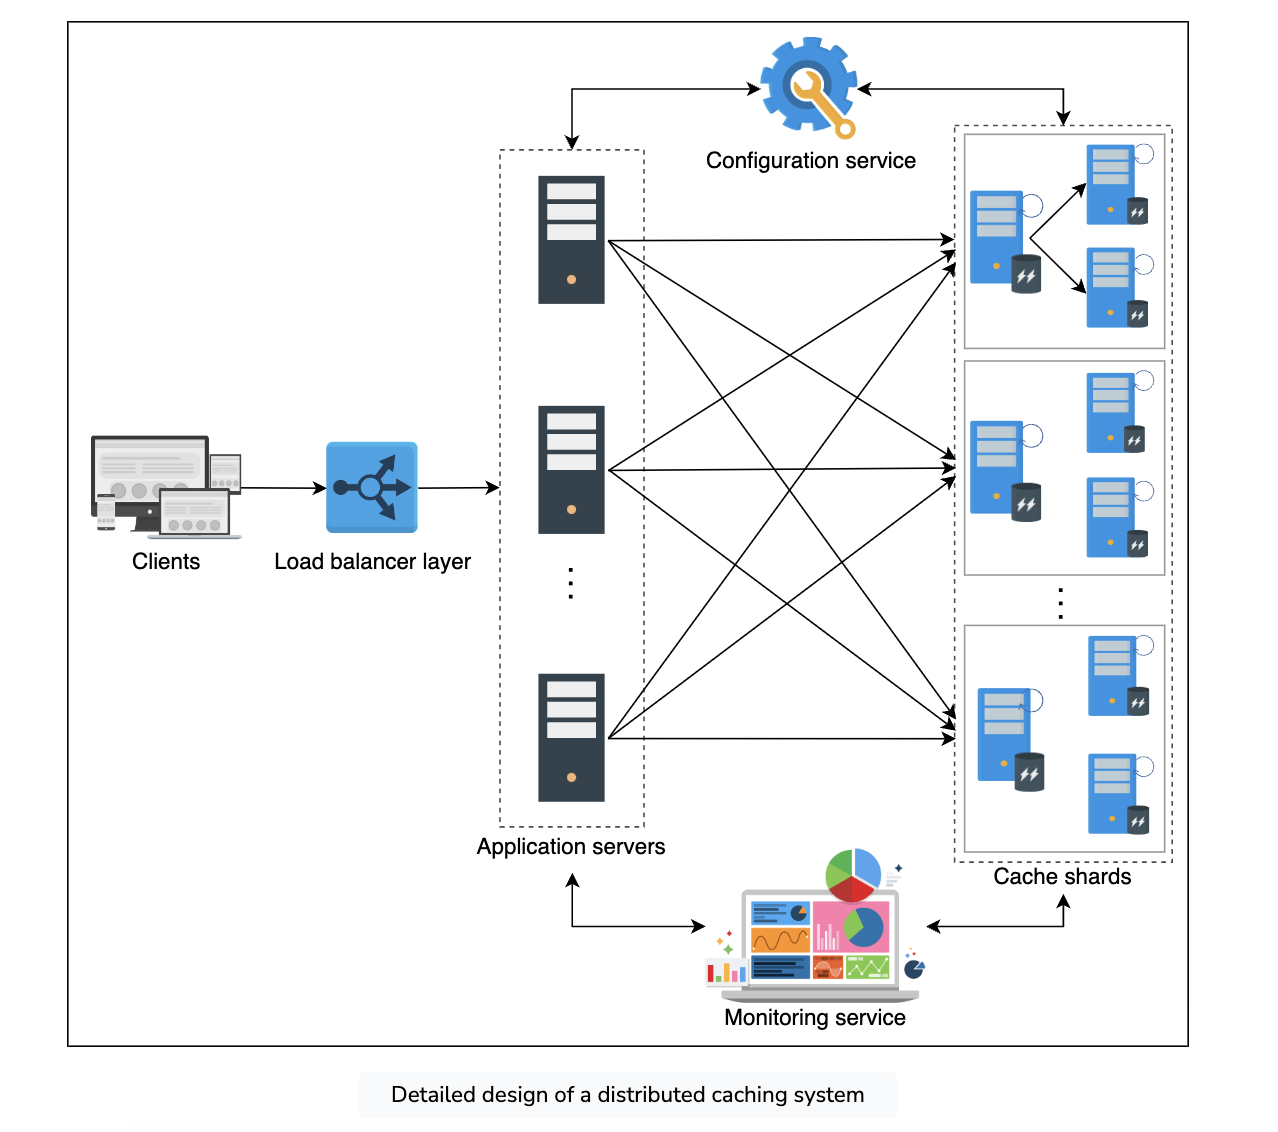 Configuration service
Clients
Load balancer layer
Application servers
Cache shards
Monitoring service
Detailed design of a distributed caching system